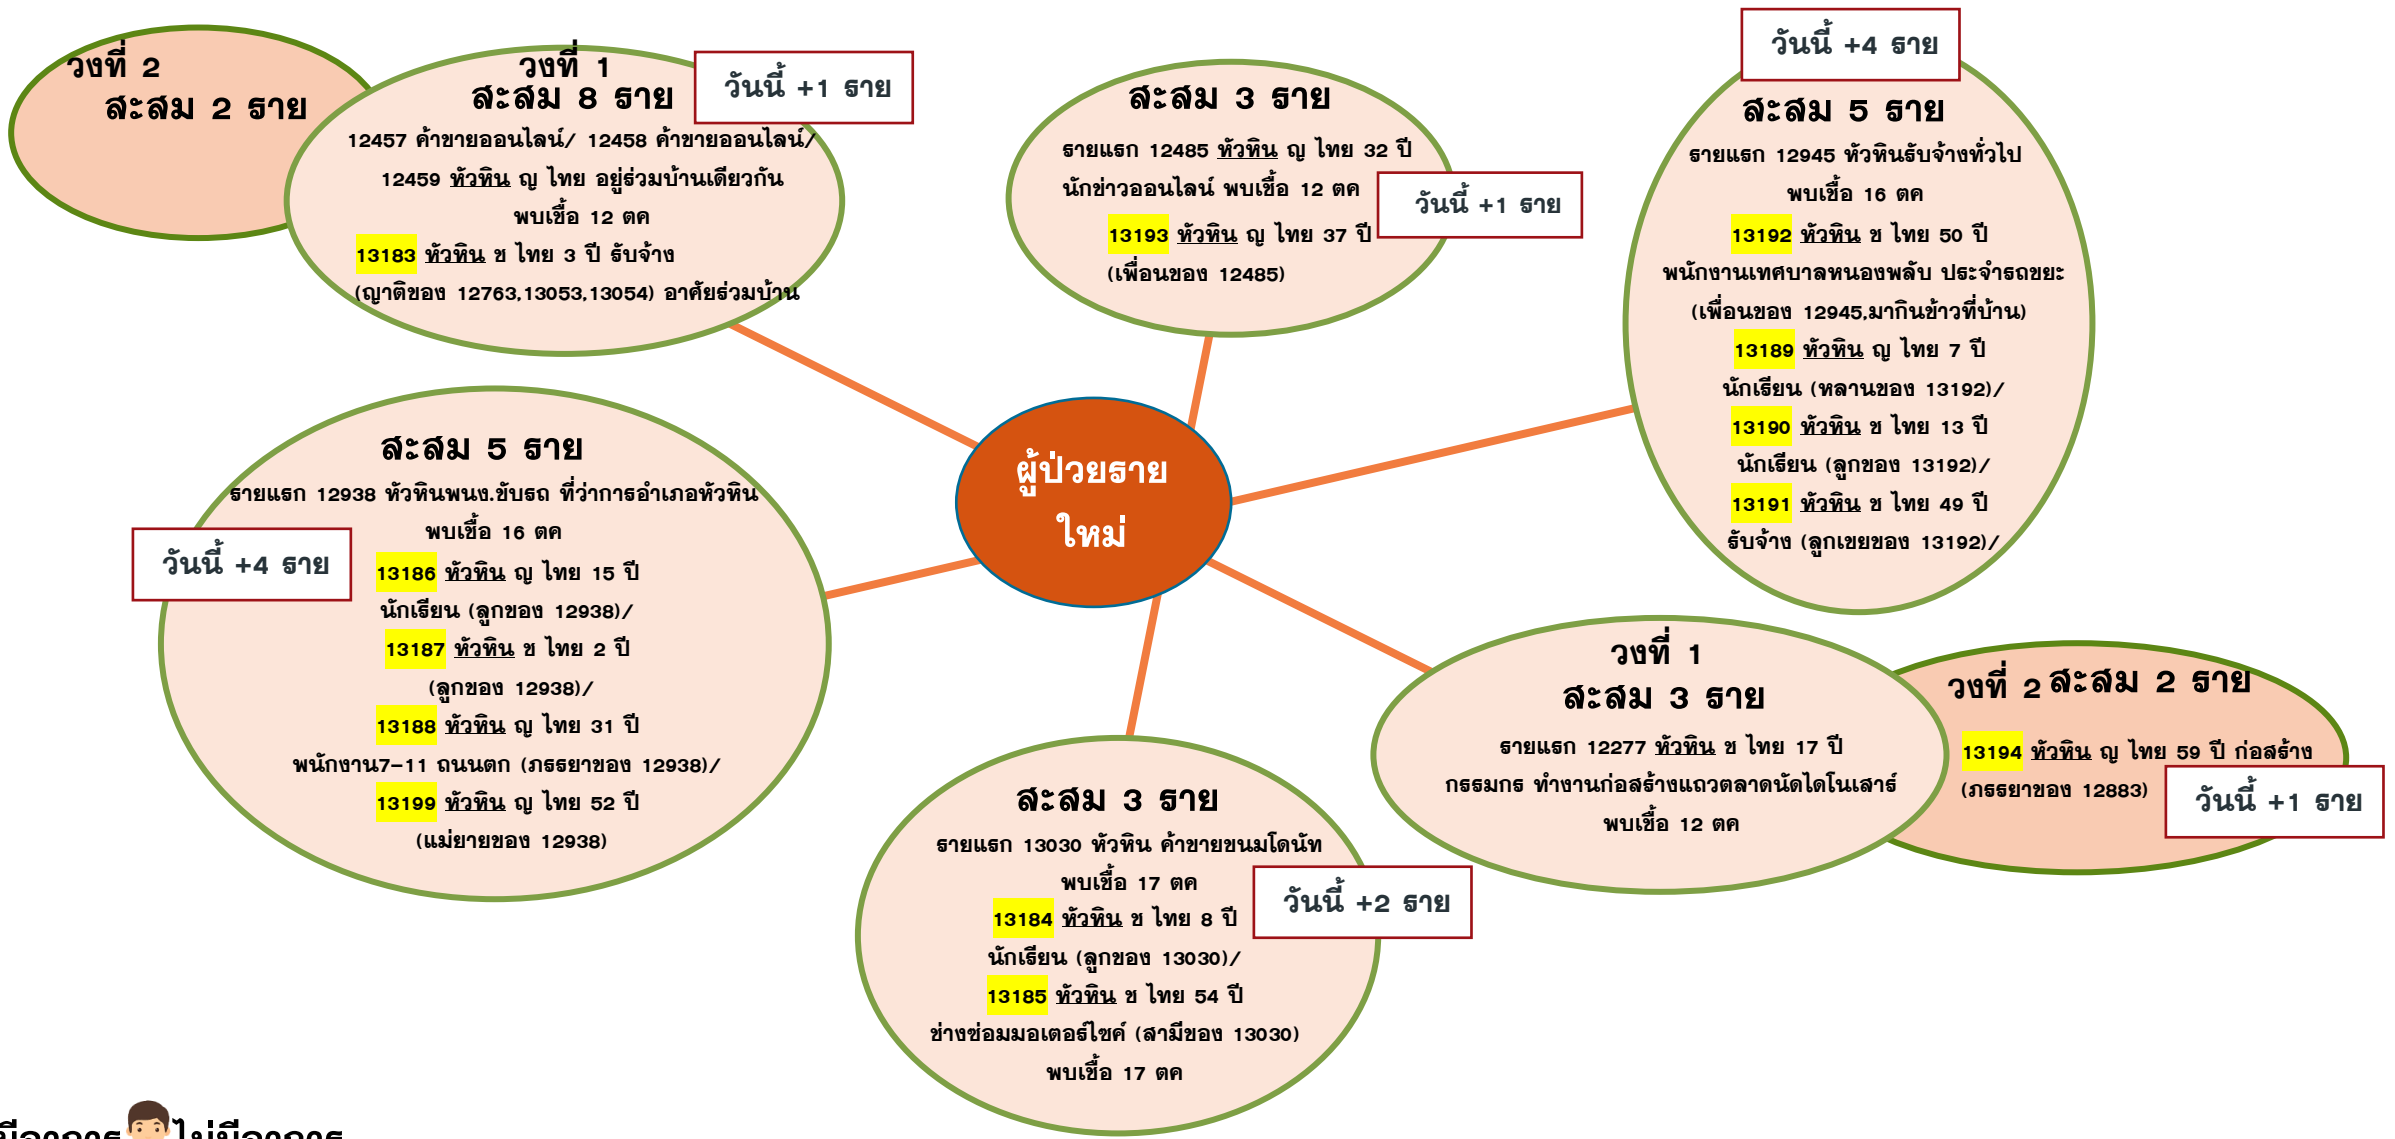 วงที่ 2
สะสม 2 ราย
วงที่ 1
สะสม 8 ราย
วันนี้ +1 ราย
12457 ค้าขายออนไลน์/ 12458 ค้าขายออนไลน์/
12459 หัวหิน ญ ไทย อยู่ร่วมบ้านเดียวกัน
พบเชื้อ 12 ตค
13183 หัวหิน ช ไทย 3 ปี รับจ้าง
(ญาติของ 12763,13053,13054) อาศัยร่วมบ้าน
สะสม 3 ราย
รายแรก 12485 หัวหิน ญ ไทย 32 ปี
นักข่าวออนไลน์ พบเชื้อ 12 ตค
วันนี้ +1 ราย
13193 หัวหิน ญ ไทย 37 ปี
(เพื่อนของ 12485)
วันนี้ +4 ราย
สะสม 5 ราย
รายแรก 12945 หัวหินรับจ้างทั่วไป
พบเชื้อ 16 ตค
13192 หัวหิน ช ไทย 50 ปี
พนักงานเทศบาลหนองพลับ ประจำรถขยะ
(เพื่อนของ 12945,มากินข้าวที่บ้าน)
13189 หัวหิน ญ ไทย 7 ปี
นักเรียน (หลานของ 13192)/
13190 หัวหิน ช ไทย 13 ปี
นักเรียน (ลูกของ 13192)/
13191 หัวหิน ช ไทย 49 ปี
รับจ้าง (ลูกเขยของ 13192)/
ผู้ป่วยราย
ใหม่
สะสม 5 ราย
รายแรก 12938 หัวหินพนง.ขับรถ ที่ว่าการอำเภอหัวหิน
พบเชื้อ 16 ตค
วันนี้ +4 ราย
13186 หัวหิน ญ ไทย 15 ปี
นักเรียน (ลูกของ 12938)/
13187 หัวหิน ช ไทย 2 ปี
(ลูกของ 12938)/
13188 หัวหิน ญ ไทย 31 ปี
พนักงาน7-11 ถนนตก (ภรรยาของ 12938)/
13199 หัวหิน ญ ไทย 52 ปี
(แม่ยายของ 12938)
สะสม 3 ราย
รายแรก 13030 หัวหิน ค้าขายขนมโดนัท
พบเชื้อ 17 ตค
วันนี้ +2 ราย
13184 หัวหิน ช ไทย 8 ปี
นักเรียน (ลูกของ 13030)/
13185 หัวหิน ช ไทย 54 ปี
ช่างซ่อมมอเตอร์ไซค์ (สามีของ 13030)
พบเชื้อ 17 ตค
วงที่ 1
สะสม 3 ราย
รายแรก 12277 หัวหิน ช ไทย 17 ปี
กรรมกร ทำงานก่อสร้างแถวตลาดนัดไดโนเสาร์
พบเชื้อ 12 ตค
วงที่ 2 สะสม 2 ราย
13194 หัวหิน ญ ไทย 59 ปี ก่อสร้าง
(ภรรยาของ 12883)
วันนี้ +1 ราย
มีอาการ ไม่มีอาการ